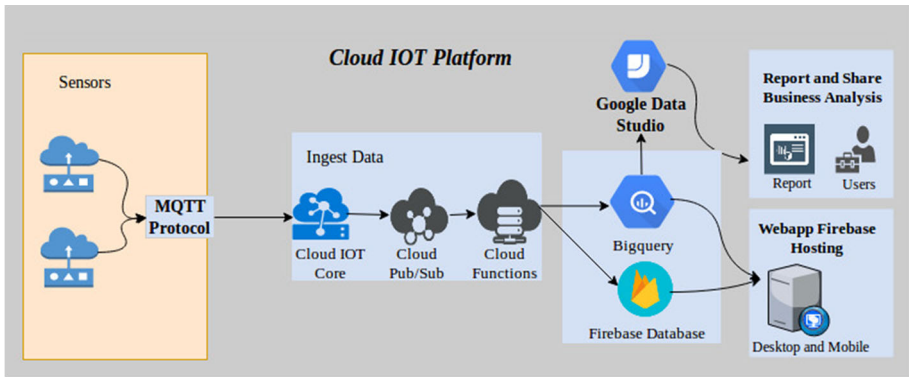 Cloud IOT Platform
Sensors
MQTT
Protocol
Ingest Data
Cloud IOT
Core
Cloud
Pub/Sub
Cloud
Functions
Google Data
Studio
Bigquery
Firebase Database
Report and Share
Business Analysis
Report
Users
Webapp Firebase
Hosting
Desktop and Mobile